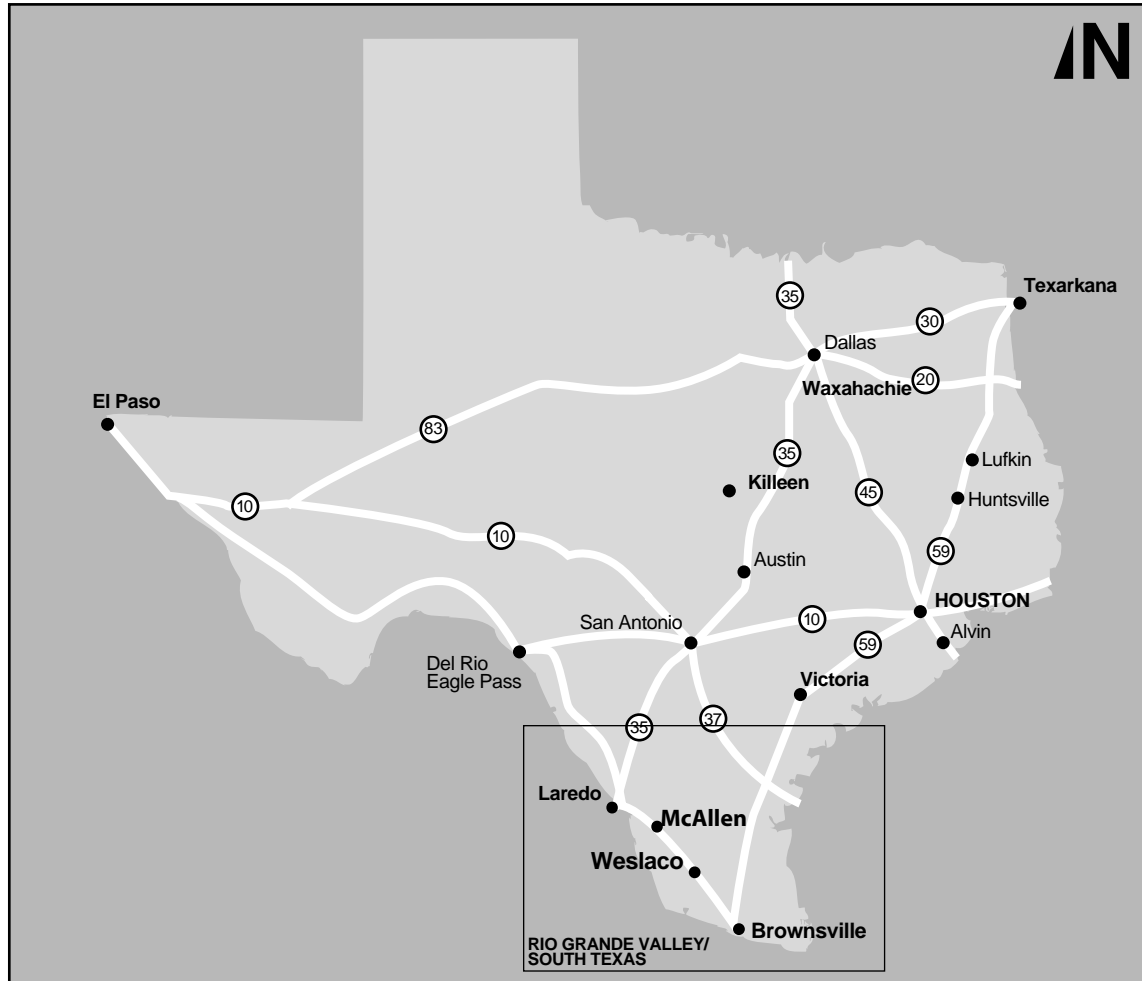 N
35
Texarkana
30
Dallas
Waxahachie
20
El Paso
83
35
Lufkin
Killeen
45
Huntsville
10
10
59
Austin
HOUSTON
San Antonio
10
Alvin
59
Del Rio
Eagle Pass
Victoria
35
37
Laredo
McAllen
Weslaco
Brownsville
RIO GRANDE VALLEY/
SOUTH TEXAS